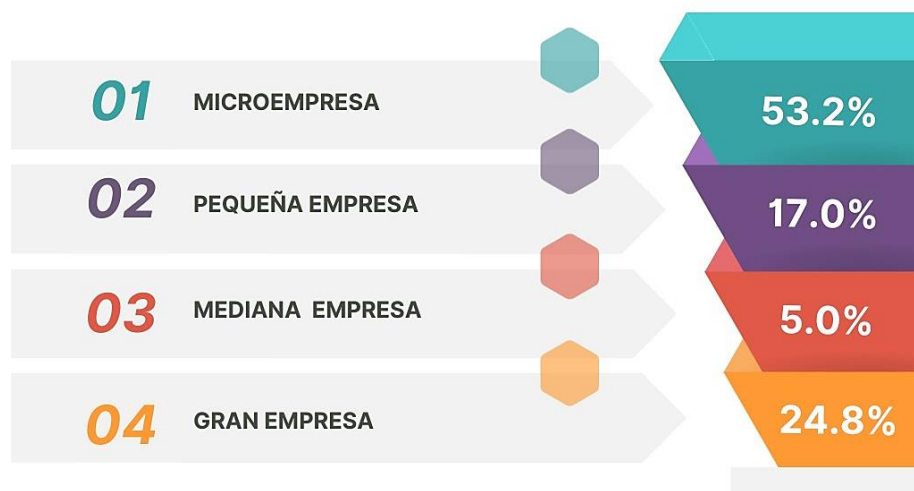 01 MICROEMPRESA 53.2%
02 PEQUEÑA EMPRESA 17.0%
03 MEDIANA EMPRESA 5.0%
04 GRAN EMPRESA 24.8%